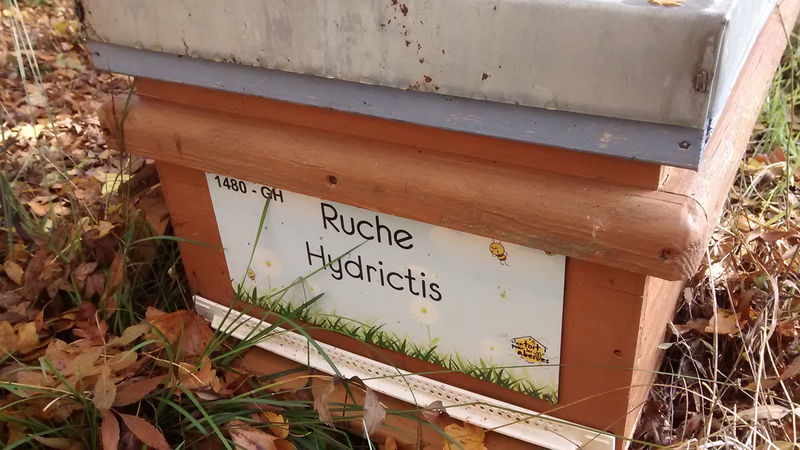 1480 - GH
Ruche
Hydrictis